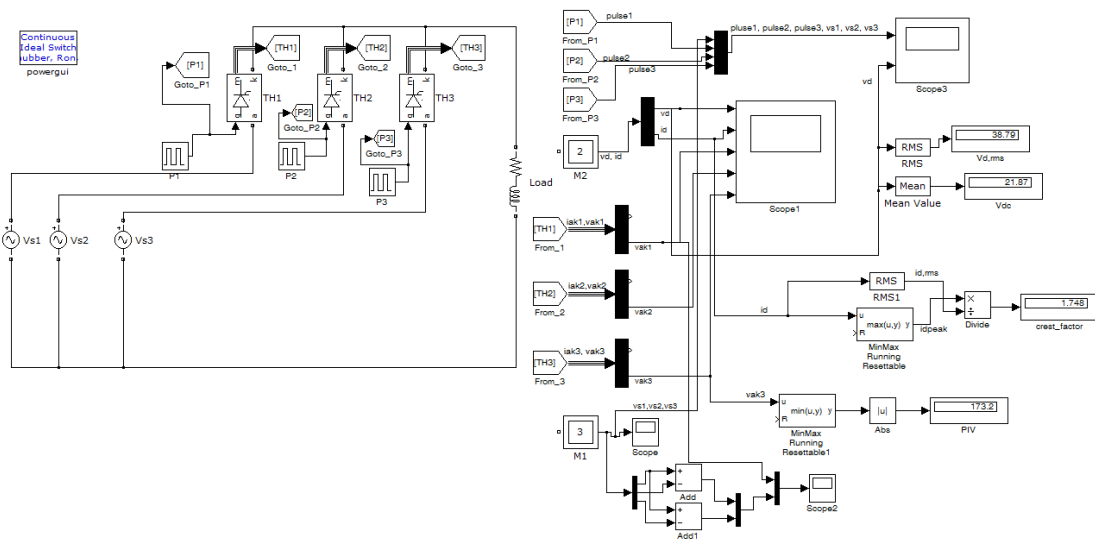 Continuous
Ideal Switch
ubber, Ron.
powergui
[P1]
Goto_P1
[TH1]
Goto_1
[TH2]
Goto_2
[TH3]
Goto_3
m
k
g
a
TH1
m
k
g
a
TH2
m
k
g
a
TH3
[P2]
Goto_P2
[P3]
Goto_P3
P1
P2
P3
Load
+
Vs1
+
Vs2
+
Vs3
[P1]
From_P1
pulse1
[P2]
From_P2
pulse2
pulse3
[P3]
From_P3
pluse1, pulse2, pulse3, vs1, vs2, vs3
vd
Scope3
2
M2
vd, id
vd
id
Scope1
RMS
RMS
38.79
Vd,rms
Mean
Mean Value
21.87
Vdc
[TH1]
From_1
iak1,vak1
vak1
[TH2]
From_2
iak2,vak2
vak2
[TH3]
From_3
iak3, vak3
vak3
id
RMS
RMS1
id,rms
u
R
max(u,y)
y
idpeak
MinMax
Running
Resettable
×
÷
Divide
1.748
crest_factor
vak3
u
R
min(u,y)
y
MinMax
Running
Resettable1
|u|
Abs
173.2
PIV
3
M1
vs1,vs2,vs3
Scope
+
−
Add
+
−
Add1
Scope2